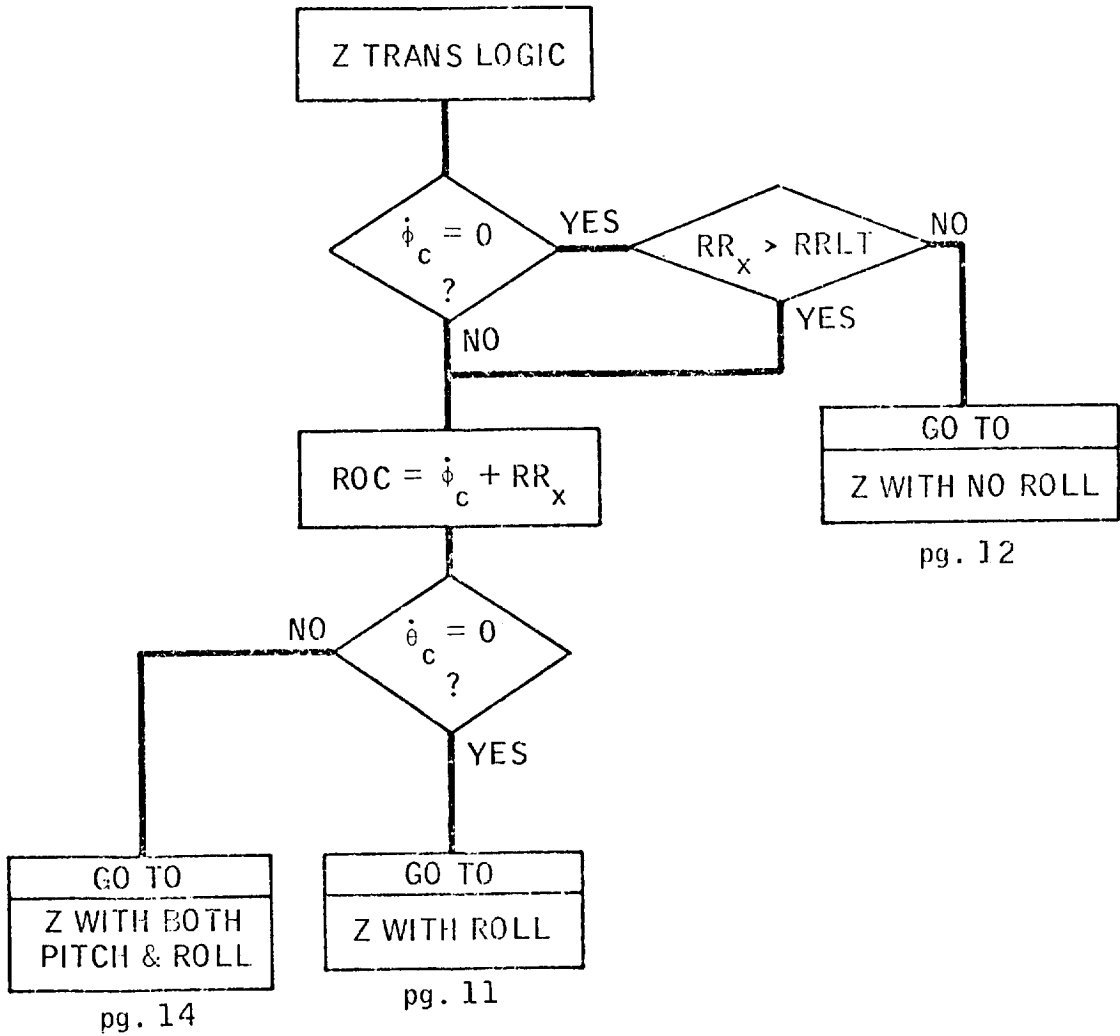 Z TRANS LOGIC
φ̇c = 0
?
YES
RRx > RRLT
NO
YES
NO
ROC = φ̇c + RRx
GO TO
Z WITH NO ROLL
pg. 12
NO
θ̇c = 0
?
YES
GO TO
Z WITH BOTH
PITCH & ROLL
pg. 14
GO TO
Z WITH ROLL
pg. 11